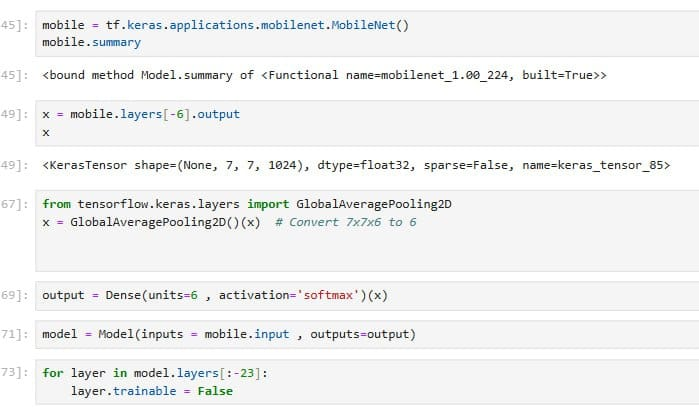 45]: mobile = tf.keras.applications.mobilenet.MobileNet()
mobile.summary
45]: <bound method Model.summary of <Functional name=mobilenet_1.00_224, built=True>>
49]: x = mobile.layers[-6].output
x
49]: <KerasTensor shape=(None, 7, 7, 1024), dtype=float32, sparse=False, name=keras_tensor_85>
67]: from tensorflow.keras.layers import GlobalAveragePooling2D
x = GlobalAveragePooling2D()(x)  # Convert 7x7x6 to 6
69]: output = Dense(units=6 , activation='softmax')(x)
71]: model = Model(inputs = mobile.input , outputs=output)
73]: for layer in model.layers[:-23]:
layer.trainable = False